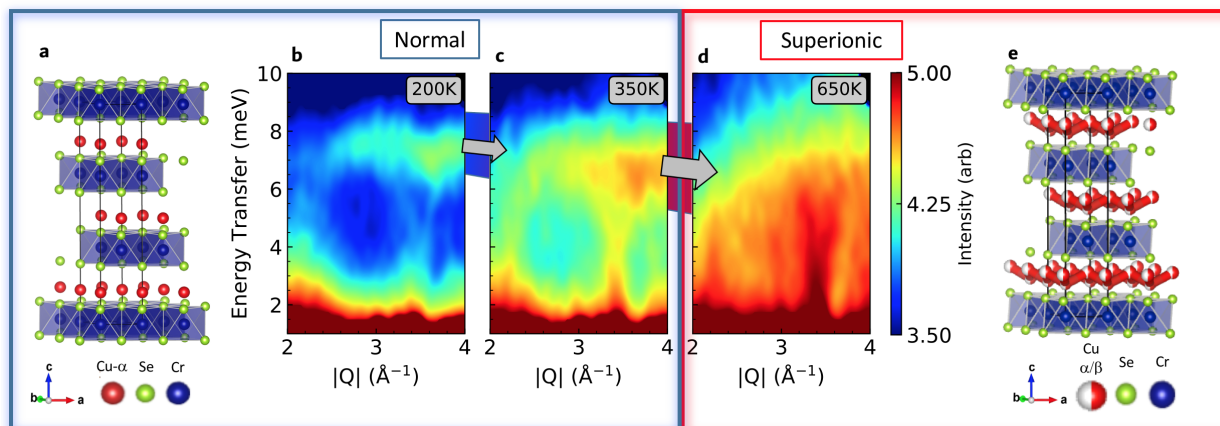 Normal
Superionic
a
b
c
d
e
200K
350K
650K
Energy Transfer (meV)
10
8
6
4
2
2
3
4
|Q| (Å⁻¹)
2
3
4
|Q| (Å⁻¹)
2
3
4
|Q| (Å⁻¹)
5.00
4.25
3.50
Intensity (arb)
Cu-α
Se
Cr
c
b
a
Cu
α/β
Se
Cr
c
b
a